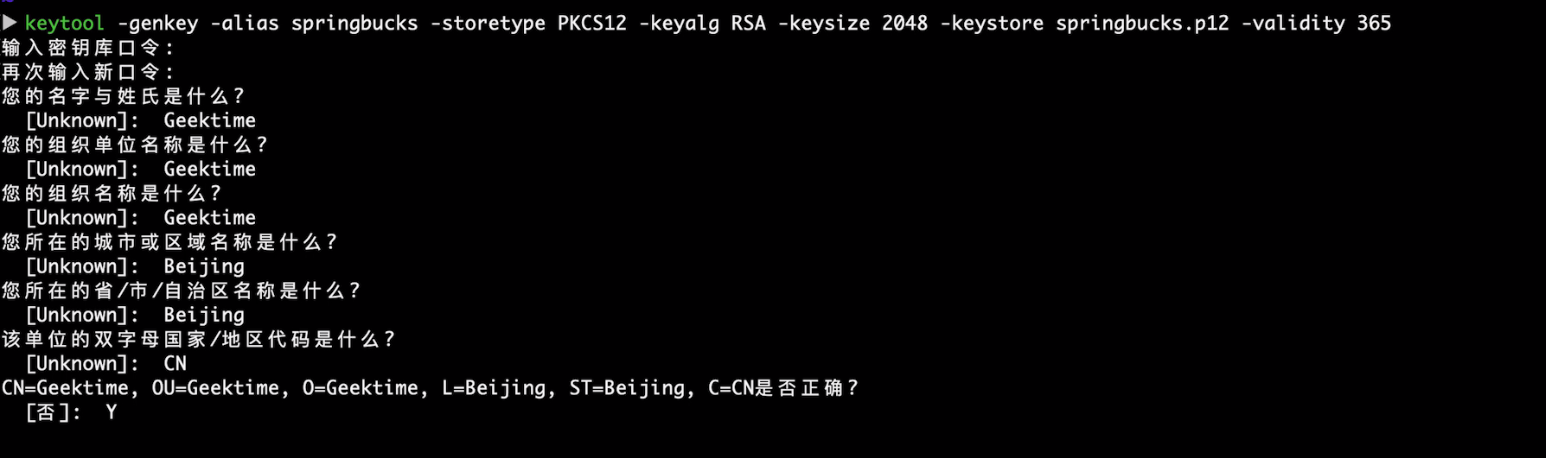 keytool -genkey -alias springbucks -storetype PKCS12 -keyalg RSA -keysize 2048 -keystore springbucks.p12 -validity 365
输入密钥库口令:
再次输入新口令:
您的名字与姓氏是什么?
[Unknown]: Geektime
您的组织单位名称是什么?
[Unknown]: Geektime
您的组织名称是什么?
[Unknown]: Geektime
您所在的城市或区域名称是什么?
[Unknown]: Beijing
您所在的省/市/自治区名称是什么?
[Unknown]: Beijing
该单位的双字母国家/地区代码是什么?
[Unknown]: CN
CN=Geektime, OU=Geektime, O=Geektime, L=Beijing, ST=Beijing, C=CN是否正确?
[否]: Y